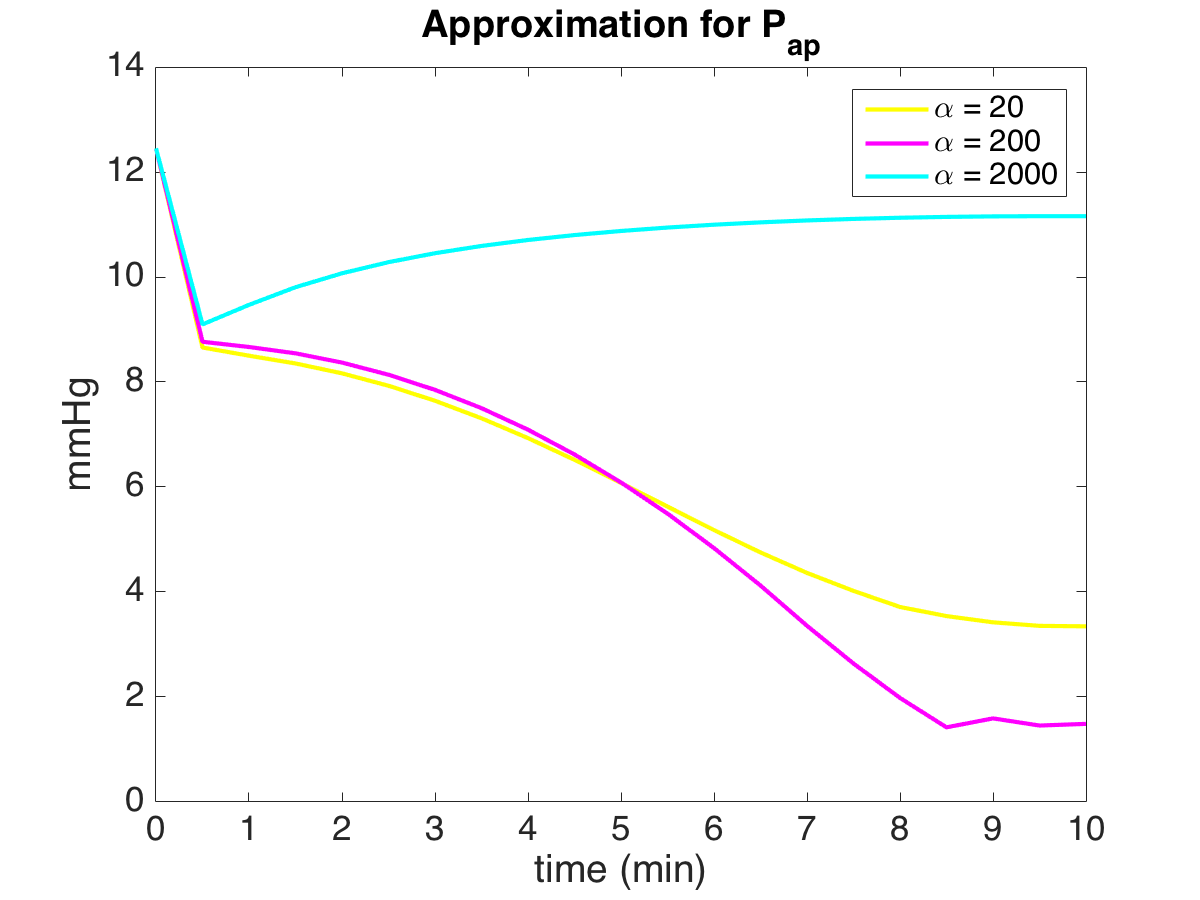 Approximation for P_ap
α = 20
α = 200
α = 2000
mmHg
14
12
10
8
6
4
2
0
0 1 2 3 4 5 6 7 8 9 10
time (min)